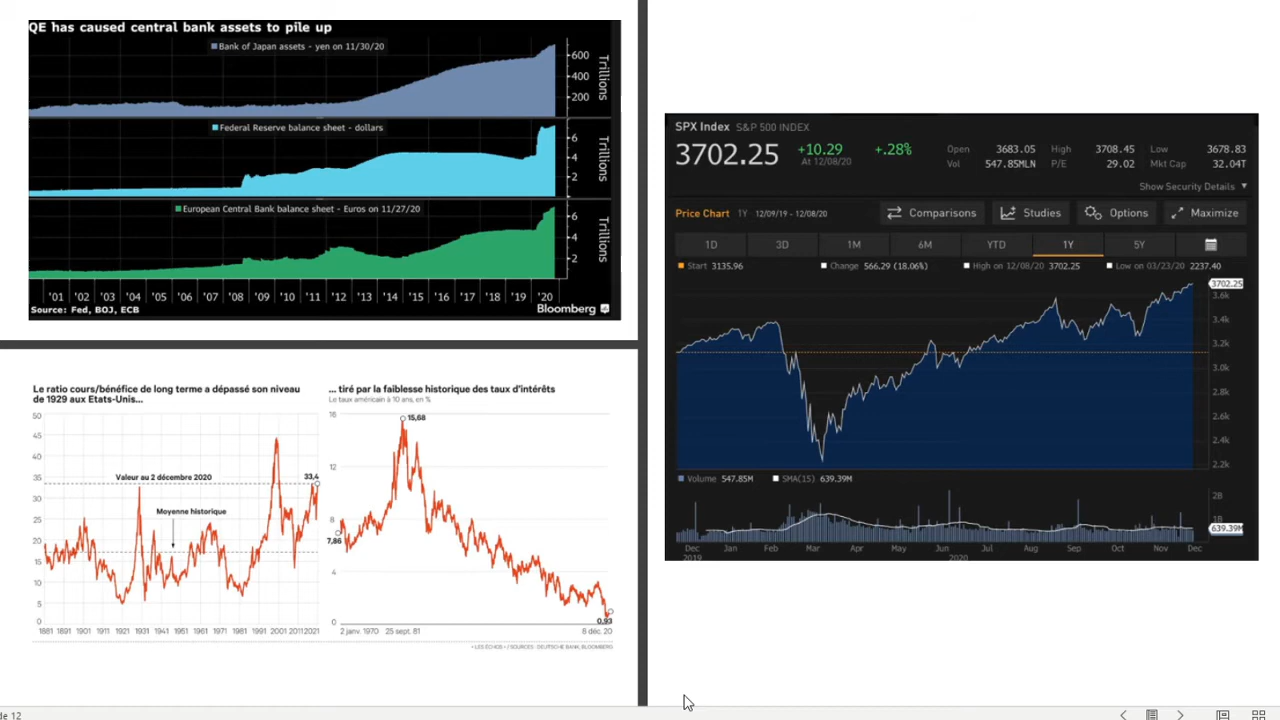 QE has caused central bank assets to pile up
Bank of Japan assets - yen on 11/30/20
600
400
200
Trillions
Federal Reserve balance sheet - dollars
6
4
2
Trillions
European Central Bank balance sheet - Euros on 11/27/20
6
4
2
Trillions
'01 '02 '03 '04 '05 '06 '07 '08 '09 '10 '11 '12 '13 '14 '15 '16 '17 '18 '19 '20
Source: Fed, BOJ, ECB
Bloomberg
Le ratio cours/bénéfice de long terme a dépassé son niveau
de 1929 aux Etats-Unis...
50
45
40
35
30
25
20
15
10
5
0
Valeur au 2 décembre 2020
33,4
Moyenne historique
1881 1891 1901 1911 1921 1931 1941 1951 1961 1971 1981 1991 2001 2011 2021
... tiré par la faiblesse historique des taux d'intérêts
Le taux américain à 10 ans, en %
16
12
8
4
0
15,68
7,86
0,93
2 janv. 1970 25 sept. 81 8 déc. 20
« LES ÉCHOS » / SOURCES : DEUTSCHE BANK, BLOOMBERG
SPX Index S&P 500 INDEX
3702.25
+10.29 +.28%
At 12/08/20
Open 3683.05 High 3708.45 Low 3678.83
Vol 547.85MLN P/E 29.02 Mkt Cap 32.04T
Show Security Details
Price Chart 1Y 12/09/19 - 12/08/20 Comparisons Studies Options Maximize
1D 3D 1M 6M YTD 1Y 5Y
Start 3135.96 Change 566.29 (18.06%) High on 12/08/20 3702.25 Low on 03/23/20 2237.40
3702.25
3.6k
3.4k
3.2k
3.0k
2.8k
2.6k
2.4k
2.2k
Volume 547.85M SMA(15) 639.39M
2B
1B
639.39M
Dec Jan Feb Mar Apr May Jun Jul Aug Sep Oct Nov Dec
2019 2020
de 12